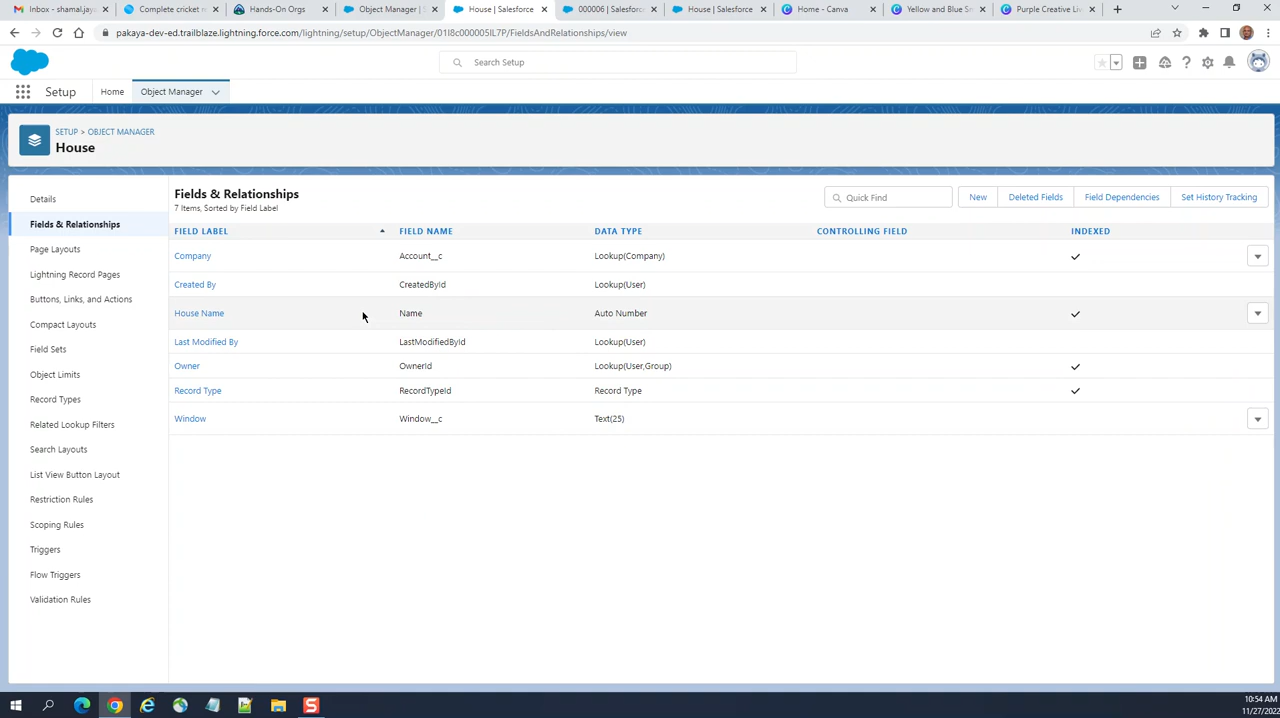 Inbox - shamal.jaya
Complete cricket n
Hands-On Orgs
Object Manager | S
House | Salesforce
000006 | Salesforc
House | Salesforce
Home - Canva
Yellow and Blue Sr
Purple Creative Liv
pakaya-dev-ed.trailblaze.lightning.force.com/lightning/setup/ObjectManager/01I8c000005lL7P/FieldsAndRelationships/view
Search Setup
Setup
Home
Object Manager
SETUP > OBJECT MANAGER
House
Details
Fields & Relationships
Page Layouts
Lightning Record Pages
Buttons, Links, and Actions
Compact Layouts
Field Sets
Object Limits
Record Types
Related Lookup Filters
Search Layouts
List View Button Layout
Restriction Rules
Scoping Rules
Triggers
Flow Triggers
Validation Rules
Fields & Relationships
7 Items, Sorted by Field Label
Quick Find
New
Deleted Fields
Field Dependencies
Set History Tracking
FIELD LABEL FIELD NAME DATA TYPE CONTROLLING FIELD INDEXED
Company Account__c Lookup(Company)
Created By CreatedById Lookup(User)
House Name Name Auto Number
Last Modified By LastModifiedById Lookup(User)
Owner OwnerId Lookup(User,Group)
Record Type RecordTypeId Record Type
Window Window__c Text(25)
10:54 AM